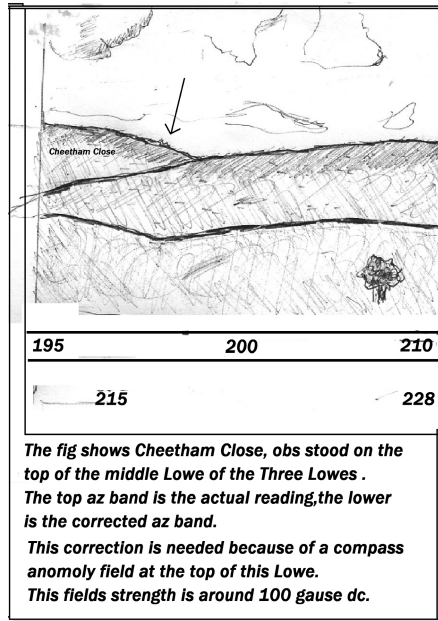 Cheetham Close
195 200 210
215 228
The fig shows Cheetham Close, obs stood on the
top of the middle Lowe of the Three Lowes .
The top az band is the actual reading,the lower
is the corrected az band.
This correction is needed because of a compass
anomoly field at the top of this Lowe.
This fields strength is around 100 gause dc.